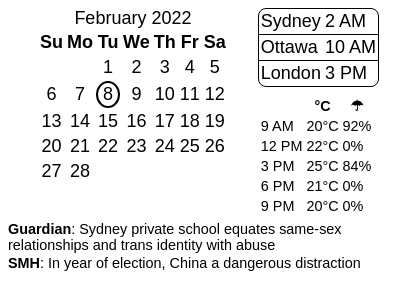 February 2022
Su Mo Tu We Th Fr Sa
1 2 3 4 5
6 7 8 9 10 11 12
13 14 15 16 17 18 19
20 21 22 23 24 25 26
27 28
Sydney 2 AM
Ottawa 10 AM
London 3 PM
°C ☂
9 AM 20°C 92%
12 PM 22°C 0%
3 PM 25°C 84%
6 PM 21°C 0%
9 PM 20°C 0%
Guardian: Sydney private school equates same-sex
relationships and trans identity with abuse
SMH: In year of election, China a dangerous distraction